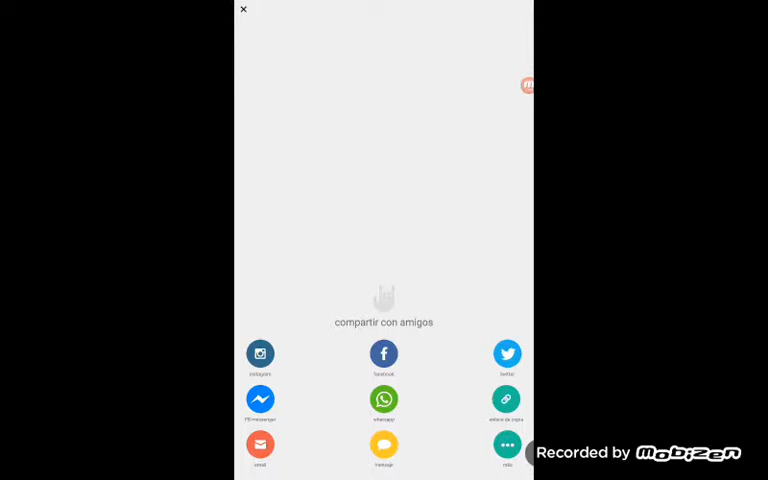 compartir con amigos
instagram
facebook
twitter
FB messenger
whatsapp
enlace de copia
email
mensaje
más
Recorded by mobizen